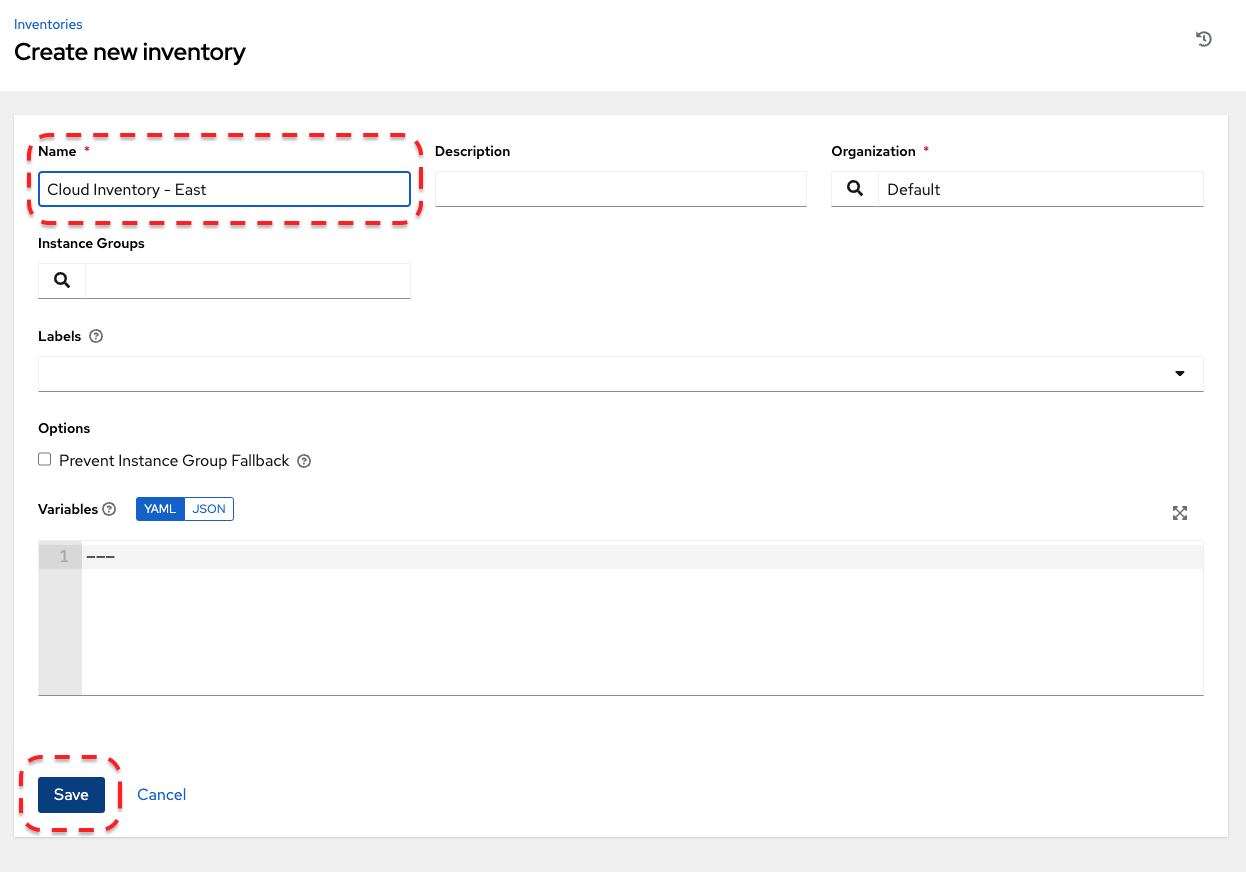 Inventories
Create new inventory
Name *
Description
Organization *
Cloud Inventory - East
Default
Instance Groups
Labels
Options
Prevent Instance Group Fallback
Variables YAML JSON
1 ---
Save Cancel